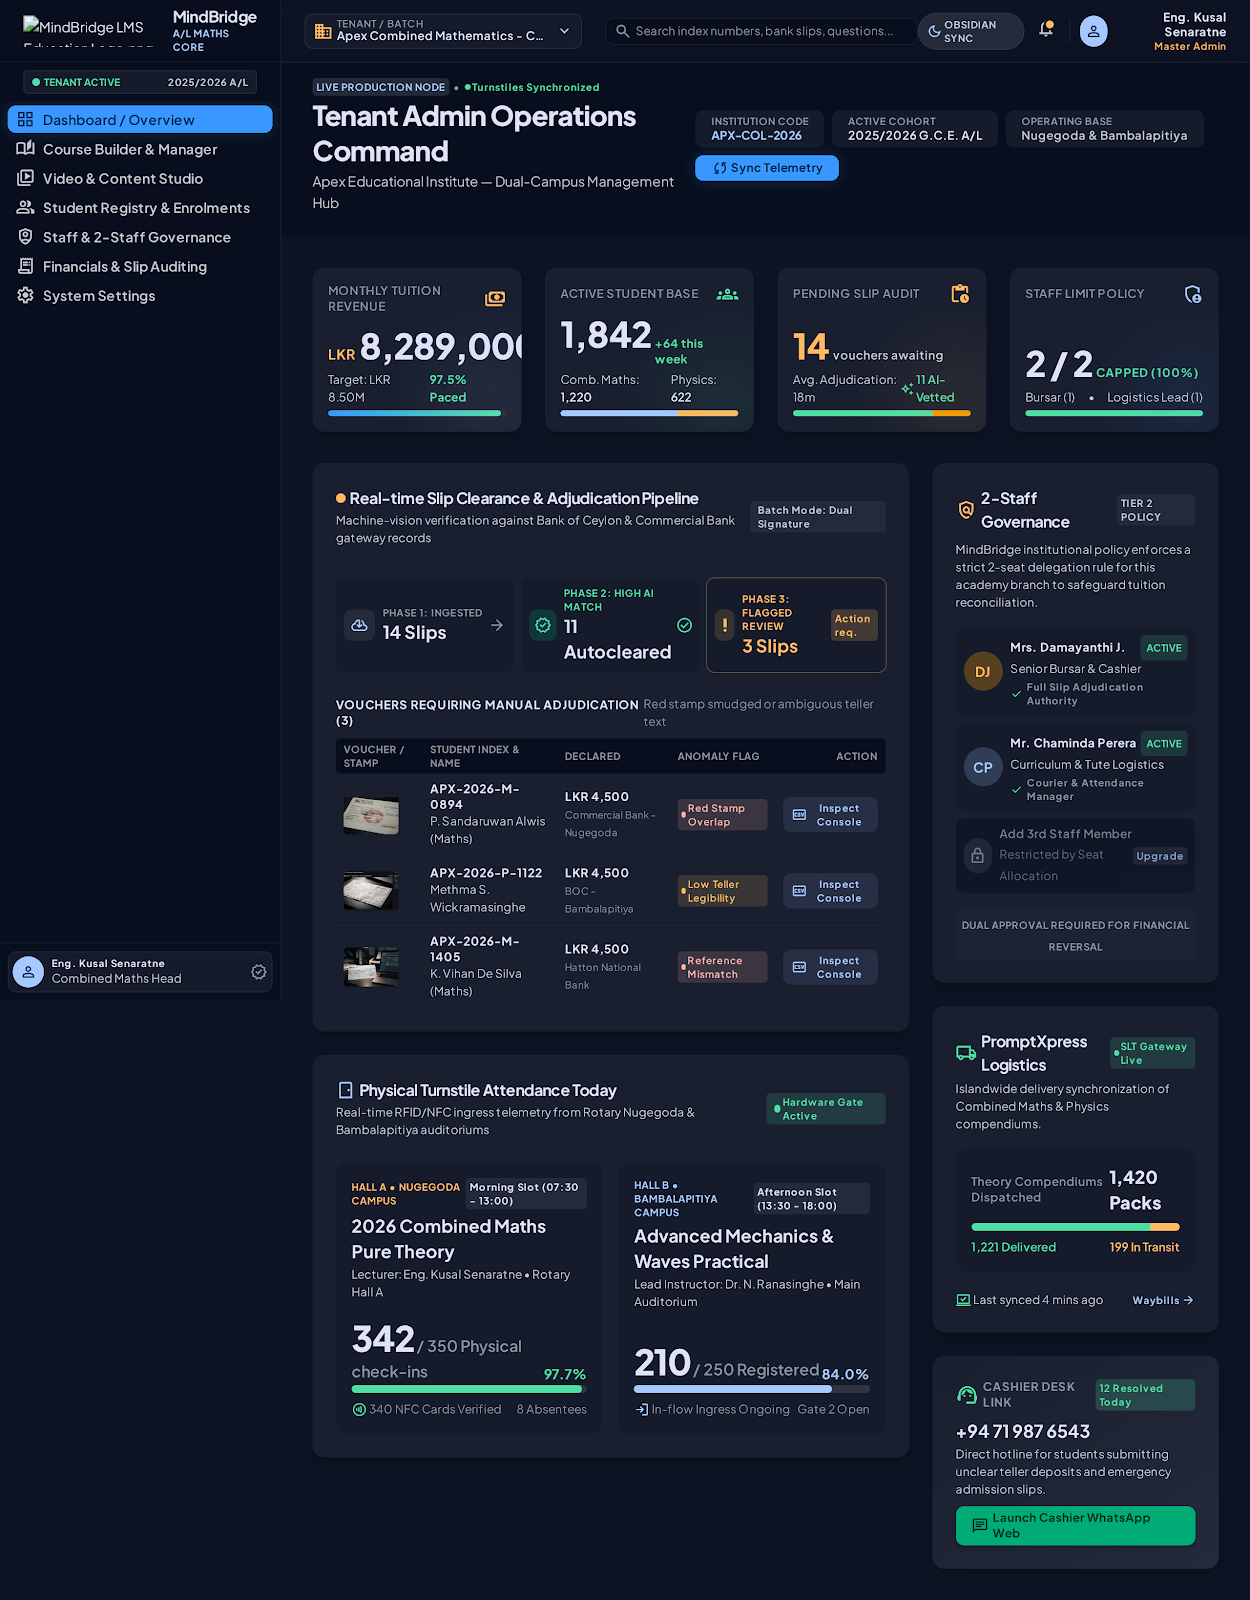 MindBridge LMS
MindBridge
A/L MATHS
CORE
TENANT ACTIVE 2025/2026 A/L
Dashboard / Overview
Course Builder & Manager
Video & Content Studio
Student Registry & Enrolments
Staff & 2-Staff Governance
Financials & Slip Auditing
System Settings
Eng. Kusal Senaratne
Combined Maths Head
TENANT / BATCH
Apex Combined Mathematics - C...
Search index numbers, bank slips, questions...
OBSIDIAN
SYNC
Eng. Kusal
Senaratne
Master Admin
LIVE PRODUCTION NODE • Turnstiles Synchronized
Tenant Admin Operations
Command
Apex Educational Institute — Dual-Campus Management
Hub
INSTITUTION CODE
APX-COL-2026
ACTIVE COHORT
2025/2026 G.C.E. A/L
OPERATING BASE
Nugegoda & Bambalapitiya
Sync Telemetry
MONTHLY TUITION
REVENUE
LKR 8,289,000
Target: LKR
8.50M
97.5%
Paced
ACTIVE STUDENT BASE
1,842 +64 this
week
Comb. Maths:
1,220
Physics:
622
PENDING SLIP AUDIT
14 vouchers awaiting
Avg. Adjudication:
18m
11 AI-
Vetted
STAFF LIMIT POLICY
2 / 2 CAPPED (100%)
Bursar (1) • Logistics Lead (1)
Real-time Slip Clearance & Adjudication Pipeline
Machine-vision verification against Bank of Ceylon & Commercial Bank
gateway records
Batch Mode: Dual
Signature
PHASE 1: INGESTED
14 Slips
PHASE 2: HIGH AI
MATCH
11
Autocleared
PHASE 3:
FLAGGED
REVIEW
3 Slips
Action
req.
VOUCHERS REQUIRING MANUAL ADJUDICATION
(3)
Red stamp smudged or ambiguous teller
text
VOUCHER /
STAMP
STUDENT INDEX &
NAME
DECLARED
ANOMALY FLAG
ACTION
APX-2026-M-
0894
P. Sandaruwan Alwis
(Maths)
LKR 4,500
Commercial Bank -
Nugegoda
Red Stamp
Overlap
Inspect
Console
APX-2026-P-1122
Methma S.
Wickramasinghe
LKR 4,500
BOC -
Bambalapitiya
Low Teller
Legibility
Inspect
Console
APX-2026-M-
1405
K. Vihan De Silva
(Maths)
LKR 4,500
Hatton National
Bank
Reference
Mismatch
Inspect
Console
Physical Turnstile Attendance Today
Real-time RFID/NFC ingress telemetry from Rotary Nugegoda &
Bambalapitiya auditoriums
Hardware Gate
Active
HALL A • NUGEGODA
CAMPUS
Morning Slot (07:30
- 13:00)
2026 Combined Maths
Pure Theory
Lecturer: Eng. Kusal Senaratne • Rotary
Hall A
342 / 350 Physical
check-ins
97.7%
340 NFC Cards Verified 8 Absentees
HALL B •
BAMBALAPITIYA
CAMPUS
Afternoon Slot
(13:30 - 18:00)
Advanced Mechanics &
Waves Practical
Lead Instructor: Dr. N. Ranasinghe • Main
Auditorium
210 / 250 Registered 84.0%
In-flow Ingress Ongoing Gate 2 Open
2-Staff
Governance
TIER 2
POLICY
MindBridge institutional policy enforces a
strict 2-seat delegation rule for this
academy branch to safeguard tuition
reconciliation.
DJ
Mrs. Damayanthi J. ACTIVE
Senior Bursar & Cashier
Full Slip Adjudication
Authority
CP
Mr. Chaminda Perera ACTIVE
Curriculum & Tute Logistics
Courier & Attendance
Manager
Add 3rd Staff Member
Restricted by Seat
Allocation
Upgrade
DUAL APPROVAL REQUIRED FOR FINANCIAL
REVERSAL
PromptXpress
Logistics
SLT Gateway
Live
Islandwide delivery synchronization of
Combined Maths & Physics
compendiums.
Theory Compendiums
Dispatched
1,420
Packs
1,221 Delivered 199 In Transit
Last synced 4 mins ago Waybills
CASHIER DESK
LINK
12 Resolved
Today
+94 71 987 6543
Direct hotline for students submitting
unclear teller deposits and emergency
admission slips.
Launch Cashier WhatsApp
Web